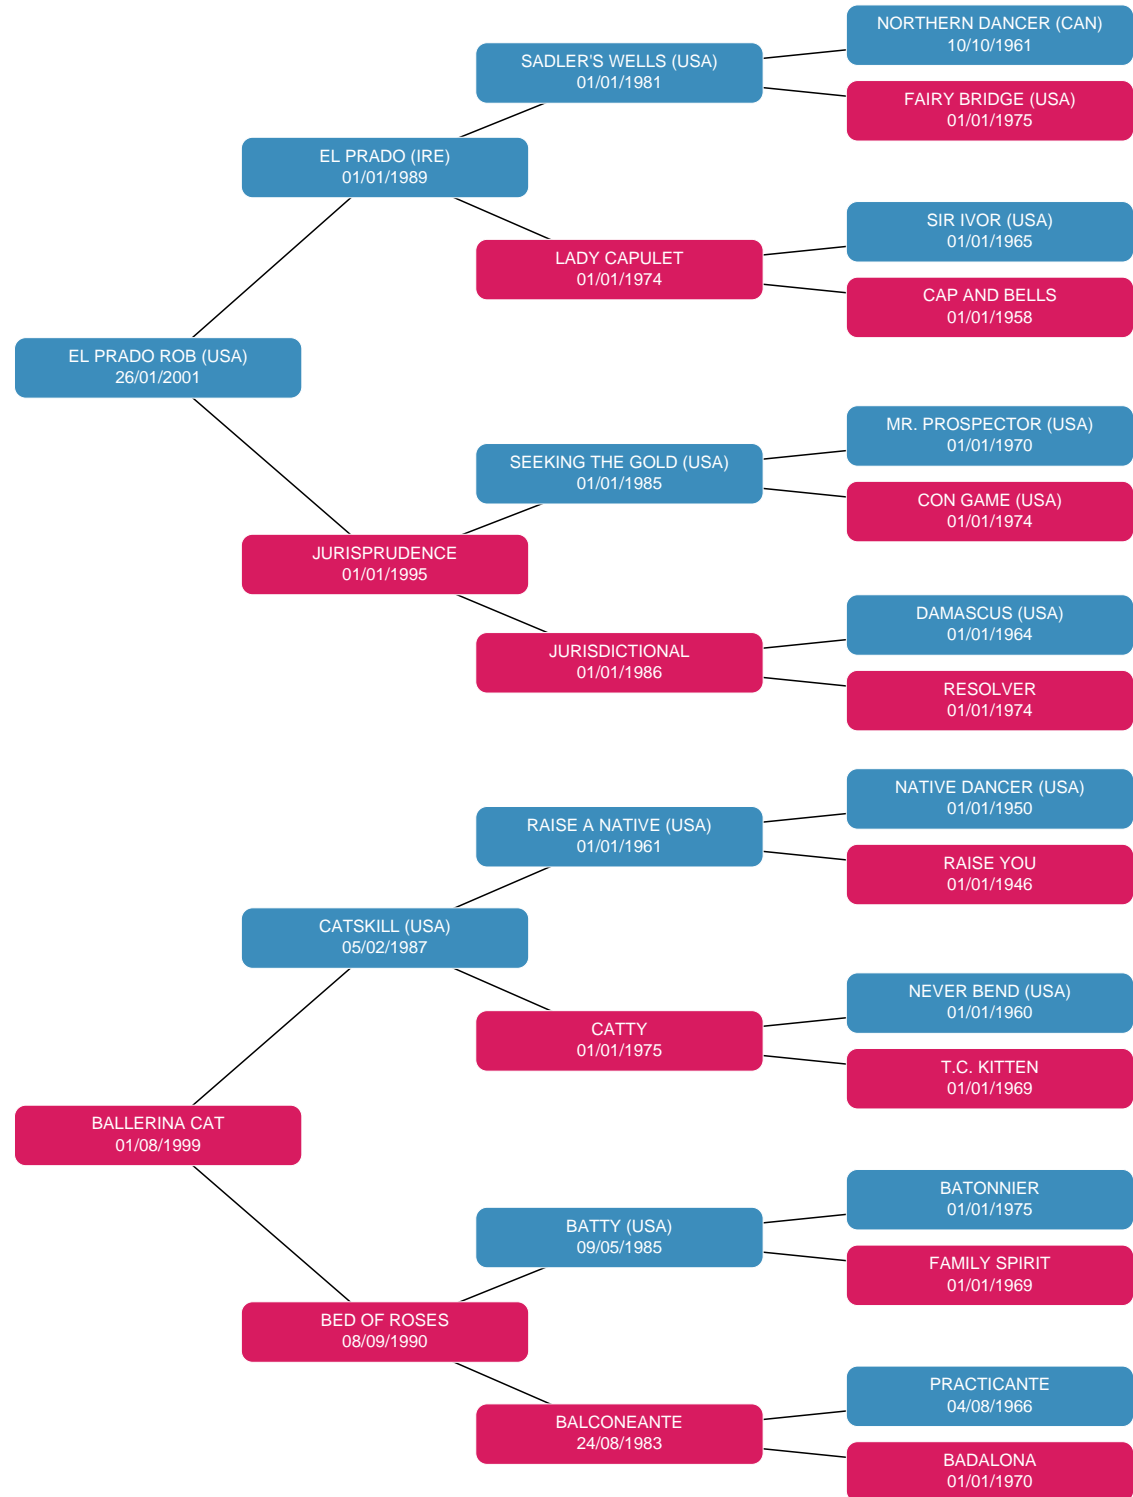 NORTHERN DANCER (CAN)
10/10/1961
SADLER'S WELLS (USA)
01/01/1981
FAIRY BRIDGE (USA)
01/01/1975
EL PRADO (IRE)
01/01/1989
SIR IVOR (USA)
01/01/1965
LADY CAPULET
01/01/1974
CAP AND BELLS
01/01/1958
EL PRADO ROB (USA)
26/01/2001
MR. PROSPECTOR (USA)
01/01/1970
SEEKING THE GOLD (USA)
01/01/1985
CON GAME (USA)
01/01/1974
JURISPRUDENCE
01/01/1995
DAMASCUS (USA)
01/01/1964
JURISDICTIONAL
01/01/1986
RESOLVER
01/01/1974
NATIVE DANCER (USA)
01/01/1950
RAISE A NATIVE (USA)
01/01/1961
RAISE YOU
01/01/1946
CATSKILL (USA)
05/02/1987
NEVER BEND (USA)
01/01/1960
CATTY
01/01/1975
T.C. KITTEN
01/01/1969
BALLERINA CAT
01/08/1999
BATONNIER
01/01/1975
BATTY (USA)
09/05/1985
FAMILY SPIRIT
01/01/1969
BED OF ROSES
08/09/1990
PRACTICANTE
04/08/1966
BALCONEANTE
24/08/1983
BADALONA
01/01/1970